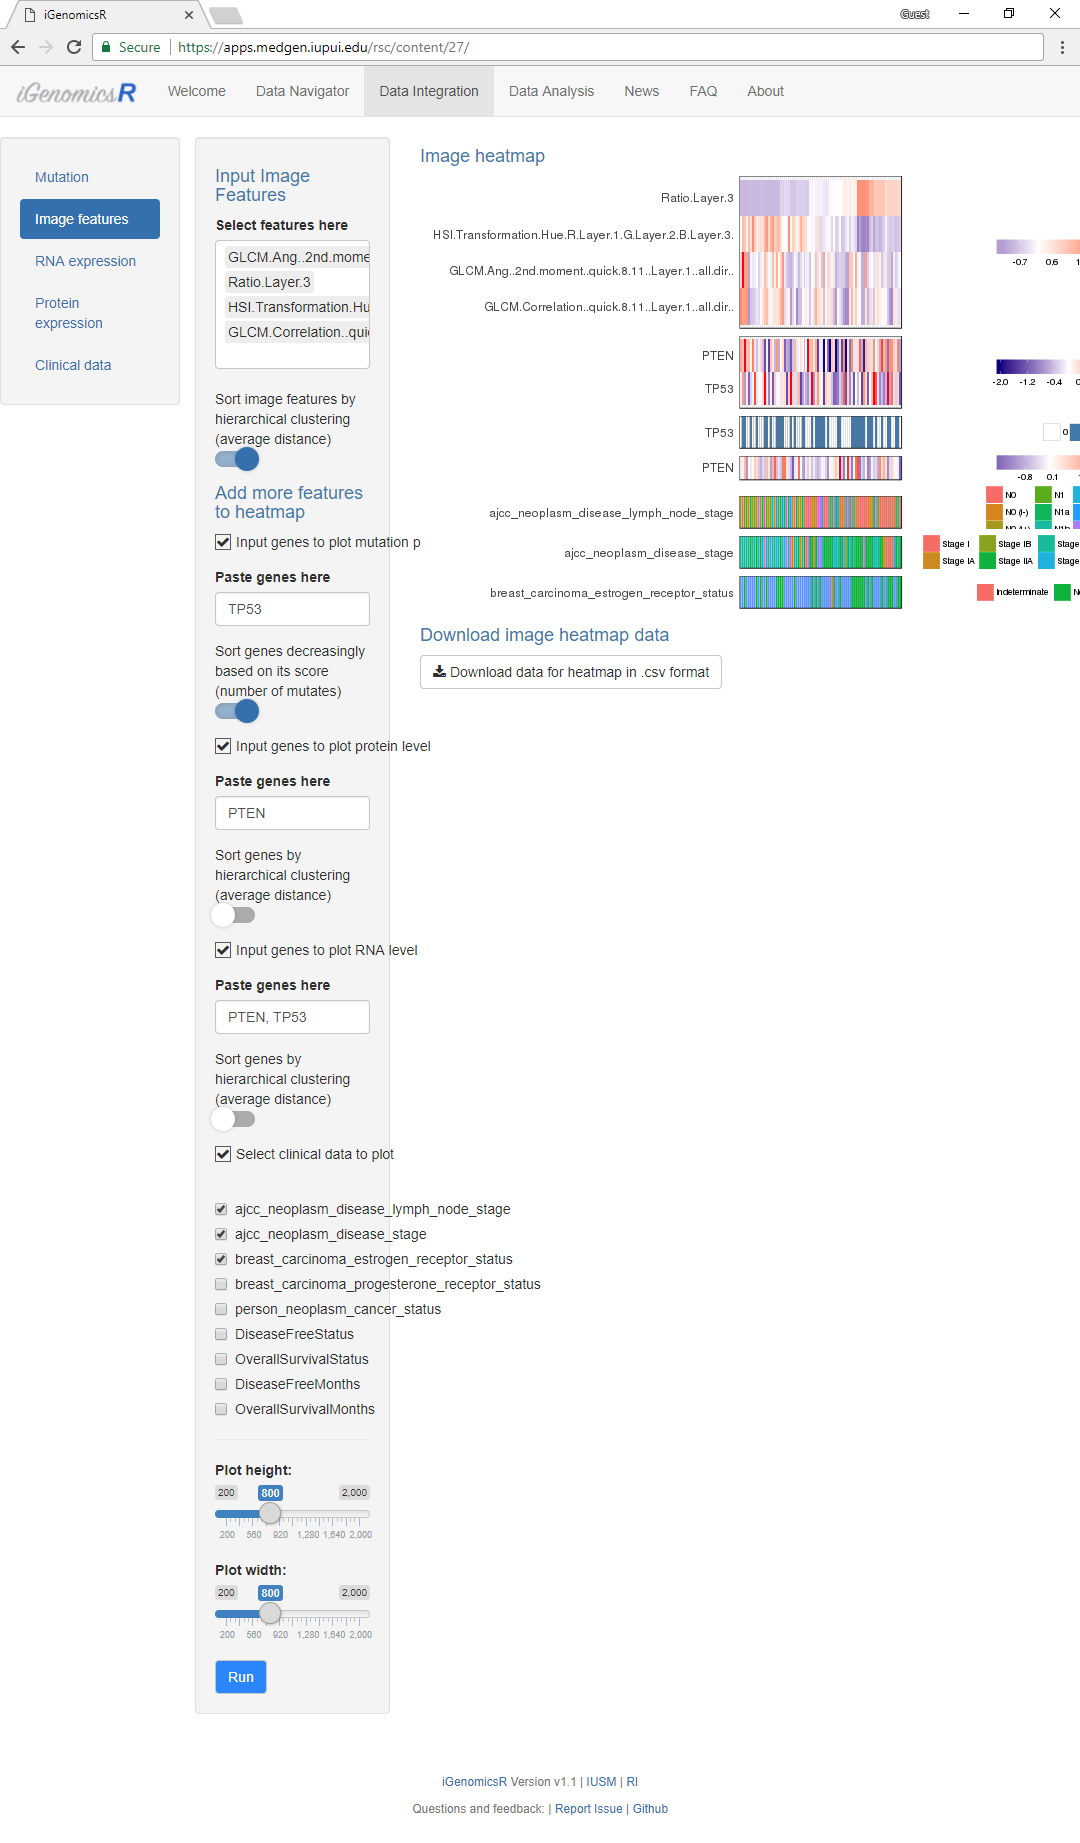 iGenomicsR
Guest
Secure | https://apps.medgen.iupui.edu/rsc/content/27/
iGenomicsR Welcome Data Navigator Data Integration Data Analysis News FAQ About
Mutation
Image features
RNA expression
Protein
expression
Clinical data
Input Image
Features
Select features here
GLCM.Ang..2nd.mome
Ratio.Layer.3
HSI.Transformation.Hu
GLCM.Correlation..qui
Sort image features by
hierarchical clustering
(average distance)
Add more features
to heatmap
Input genes to plot mutation p
Paste genes here
TP53
Sort genes decreasingly
based on its score
(number of mutates)
Input genes to plot protein level
Paste genes here
PTEN
Sort genes by
hierarchical clustering
(average distance)
Input genes to plot RNA level
Paste genes here
PTEN, TP53
Sort genes by
hierarchical clustering
(average distance)
Select clinical data to plot
ajcc_neoplasm_disease_lymph_node_stage
ajcc_neoplasm_disease_stage
breast_carcinoma_estrogen_receptor_status
breast_carcinoma_progesterone_receptor_status
person_neoplasm_cancer_status
DiseaseFreeStatus
OverallSurvivalStatus
DiseaseFreeMonths
OverallSurvivalMonths
Plot height:
200 800 2,000
200 560 920 1,280 1,640 2,000
Plot width:
200 800 2,000
200 560 920 1,280 1,640 2,000
Run
Image heatmap
Ratio.Layer.3
HSI.Transformation.Hue.R.Layer.1.G.Layer.2.B.Layer.3.
-0.7 0.6 1
GLCM.Ang..2nd.moment..quick.8.11..Layer.1..all.dir..
GLCM.Correlation..quick.8.11..Layer.1..all.dir..
PTEN
TP53
-2.0 -1.2 -0.4 0
TP53
0
PTEN
-0.8 0.1 1
ajcc_neoplasm_disease_lymph_node_stage
N0 N1
N0 (i-) N1a
N1b
ajcc_neoplasm_disease_stage
Stage I Stage IB Stage
Stage IA Stage IIA Stage
breast_carcinoma_estrogen_receptor_status
Indeterminate
Download image heatmap data
Download data for heatmap in .csv format
iGenomicsR Version v1.1 | IUSM | RI
Questions and feedback: | Report Issue | Github